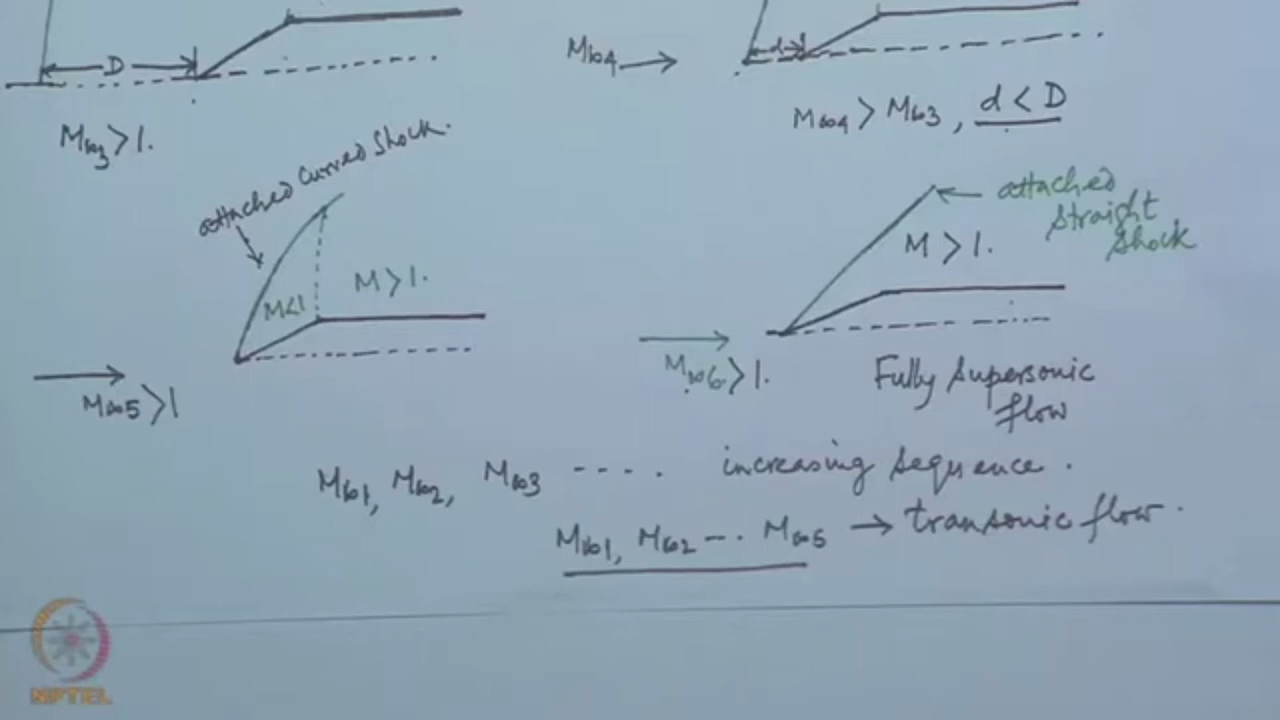 D
M∞3 > 1.
M∞4
d
M∞4 > M∞3, d < D
attached curved shock.
M<1
M > 1.
M∞5 > 1
attached
straight
shock
M > 1.
M∞6 > 1.
Fully supersonic
flow
M∞1, M∞2, M∞3 ---- . increasing sequence .
M∞1, M∞2 --. M∞5 → transonic flow .
NPTEL